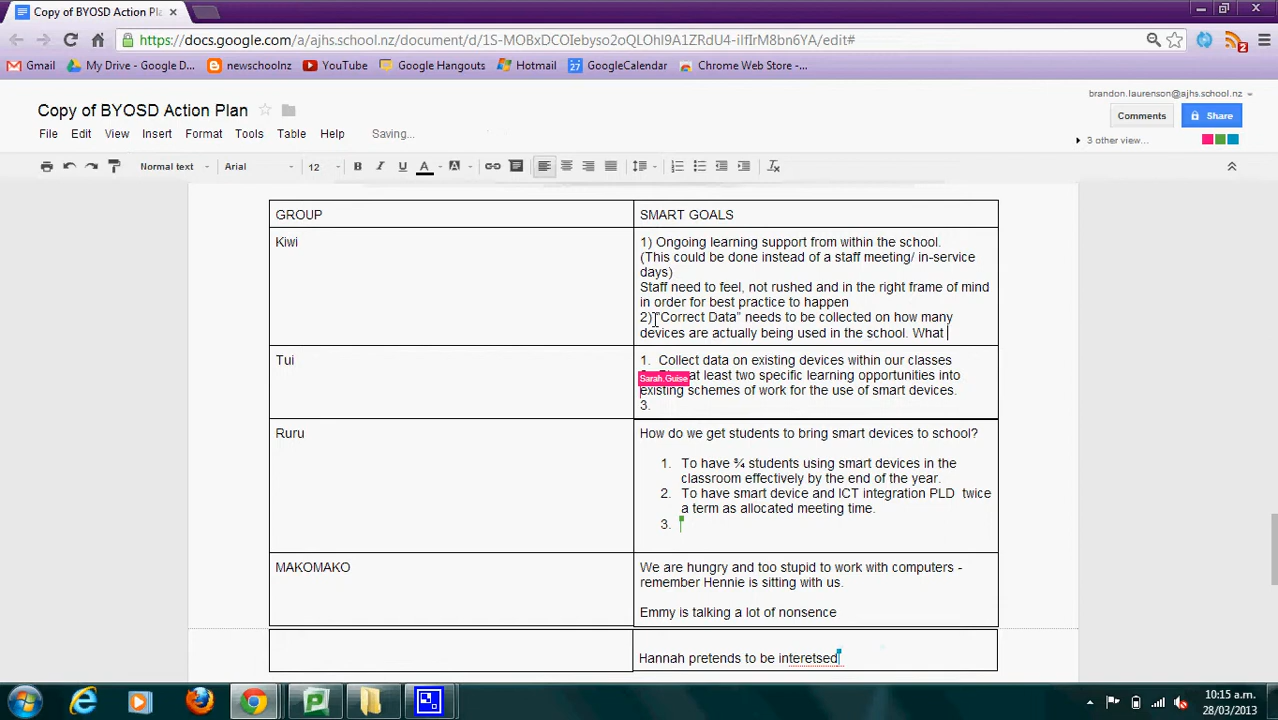 Copy of BYOSD Action Plan
https://docs.google.com/a/ajhs.school.nz/document/d/1S-MOBxDCOIebyso2oQLOhI9A1ZRdU4-iIfIrM8bn6YA/edit#
Gmail My Drive - Google D... newschoolnz YouTube Google Hangouts Hotmail 27 GoogleCalendar Chrome Web Store -...
2
brandon.laurenson@ajhs.school.nz
Copy of BYOSD Action Plan
Comments Share
File Edit View Insert Format Tools Table Help Saving...
3 other view...
Normal text Arial 12 B I U A A
GROUP SMART GOALS
Kiwi 1) Ongoing learning support from within the school.
(This could be done instead of a staff meeting/ in-service
days)
Staff need to feel, not rushed and in the right frame of mind
in order for best practice to happen
2)"Correct Data" needs to be collected on how many
devices are actually being used in the school. What
Tui 1. Collect data on existing devices within our classes
at least two specific learning opportunities into
Sarah.Guise
existing schemes of work for the use of smart devices.
3.
Ruru How do we get students to bring smart devices to school?
1. To have ¾ students using smart devices in the
classroom effectively by the end of the year.
2. To have smart device and ICT integration PLD twice
a term as allocated meeting time.
3.
MAKOMAKO We are hungry and too stupid to work with computers -
remember Hennie is sitting with us.
Emmy is talking a lot of nonsence
Hannah pretends to be interetsed
10:15 a.m.
28/03/2013